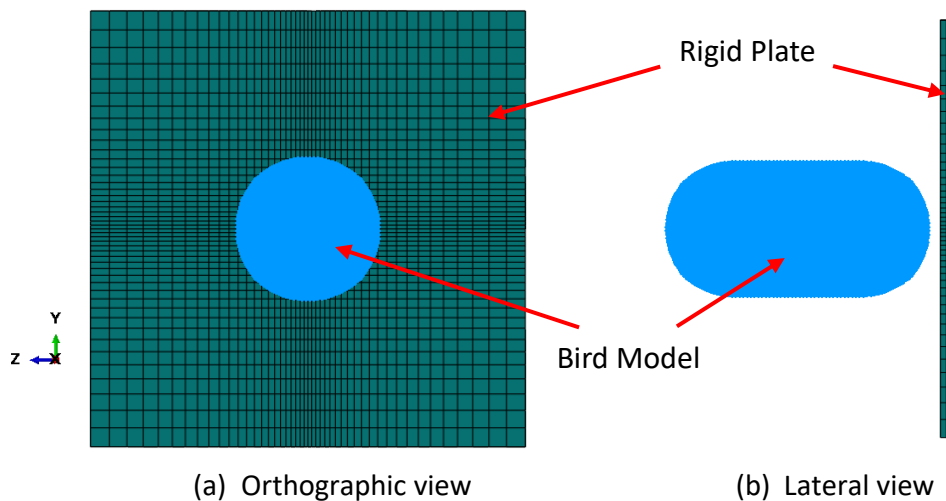 Rigid Plate
Y
Z
X
Bird Model
(a) Orthographic view
(b) Lateral view